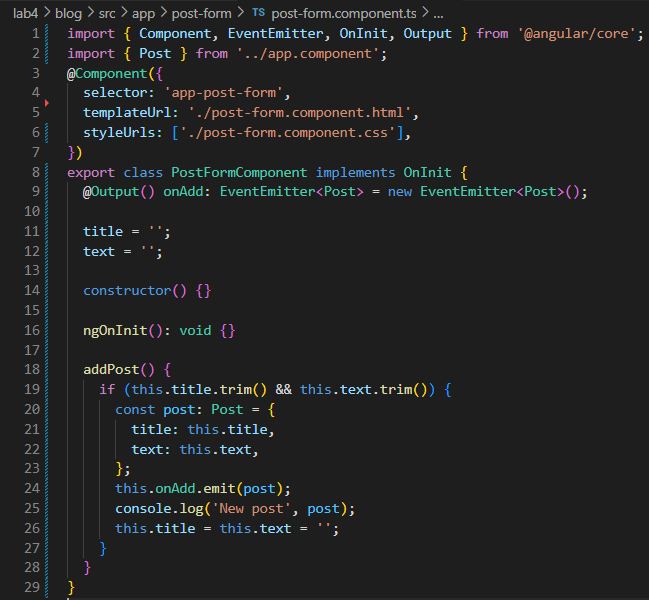 lab4 > blog > src > app > post-form > TS post-form.component.ts > ...
1 import { Component, EventEmitter, OnInit, Output } from '@angular/core';
2 import { Post } from '../app.component';
3 @Component({
4   selector: 'app-post-form',
5   templateUrl: './post-form.component.html',
6   styleUrls: ['./post-form.component.css'],
7 })
8 export class PostFormComponent implements OnInit {
9   @Output() onAdd: EventEmitter<Post> = new EventEmitter<Post>();
10
11   title = '';
12   text = '';
13
14   constructor() {}
15
16   ngOnInit(): void {}
17
18   addPost() {
19     if (this.title.trim() && this.text.trim()) {
20       const post: Post = {
21         title: this.title,
22         text: this.text,
23       };
24       this.onAdd.emit(post);
25       console.log('New post', post);
26       this.title = this.text = '';
27     }
28   }
29 }